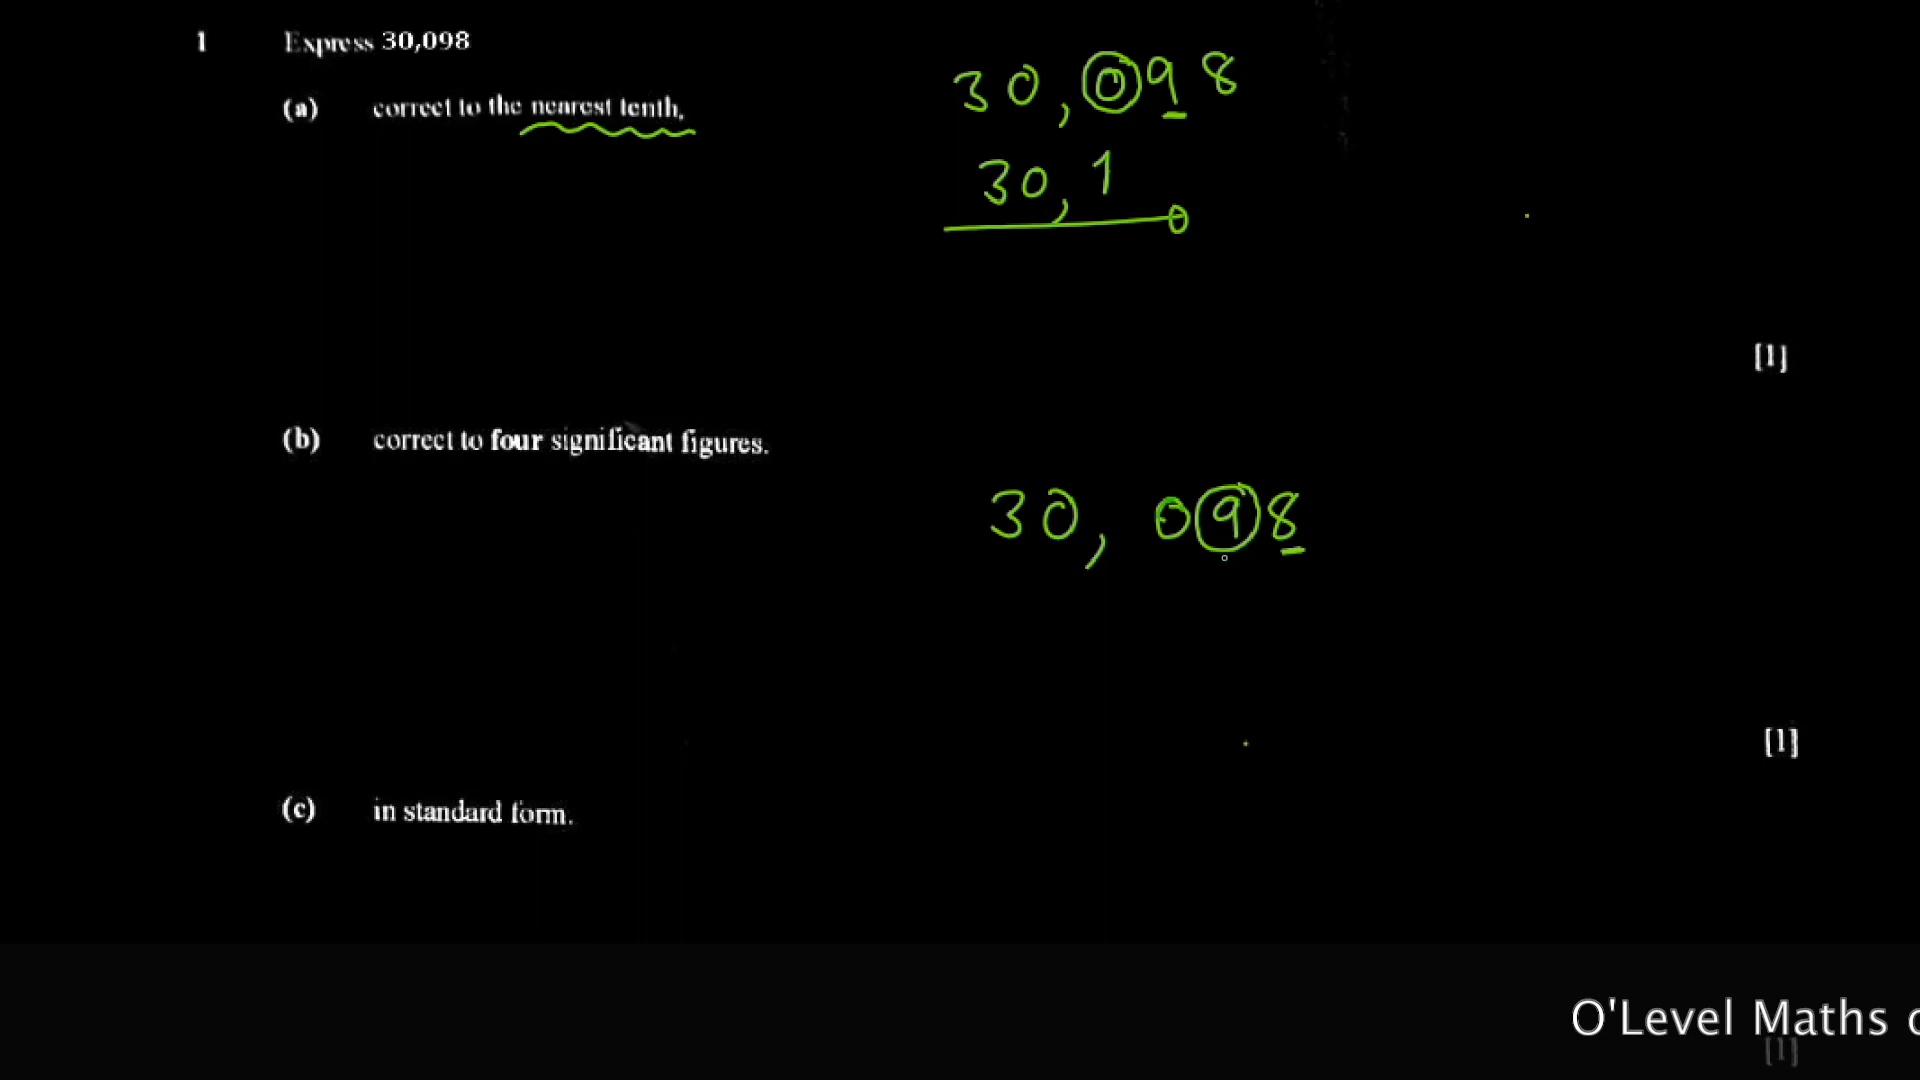 1 Express 30,098
30,098
(a) correct to the nearest tenth,
30,1
[1]
(b) correct to four significant figures.
30,098
[1]
(c) in standard form.
O'Level Maths
[1]